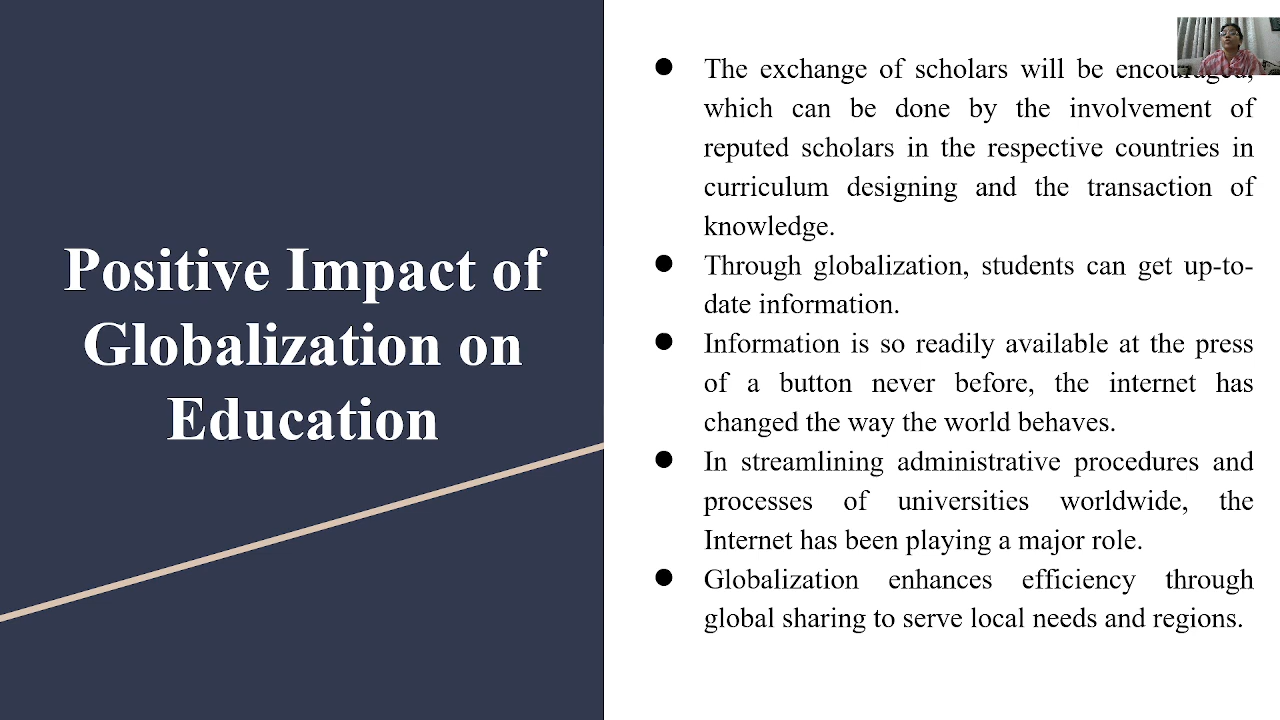 Positive Impact of
Globalization on
Education
● The exchange of scholars will be encouraged,
which can be done by the involvement of
reputed scholars in the respective countries in
curriculum designing and the transaction of
knowledge.
● Through globalization, students can get up-to-
date information.
● Information is so readily available at the press
of a button never before, the internet has
changed the way the world behaves.
● In streamlining administrative procedures and
processes of universities worldwide, the
Internet has been playing a major role.
● Globalization enhances efficiency through
global sharing to serve local needs and regions.